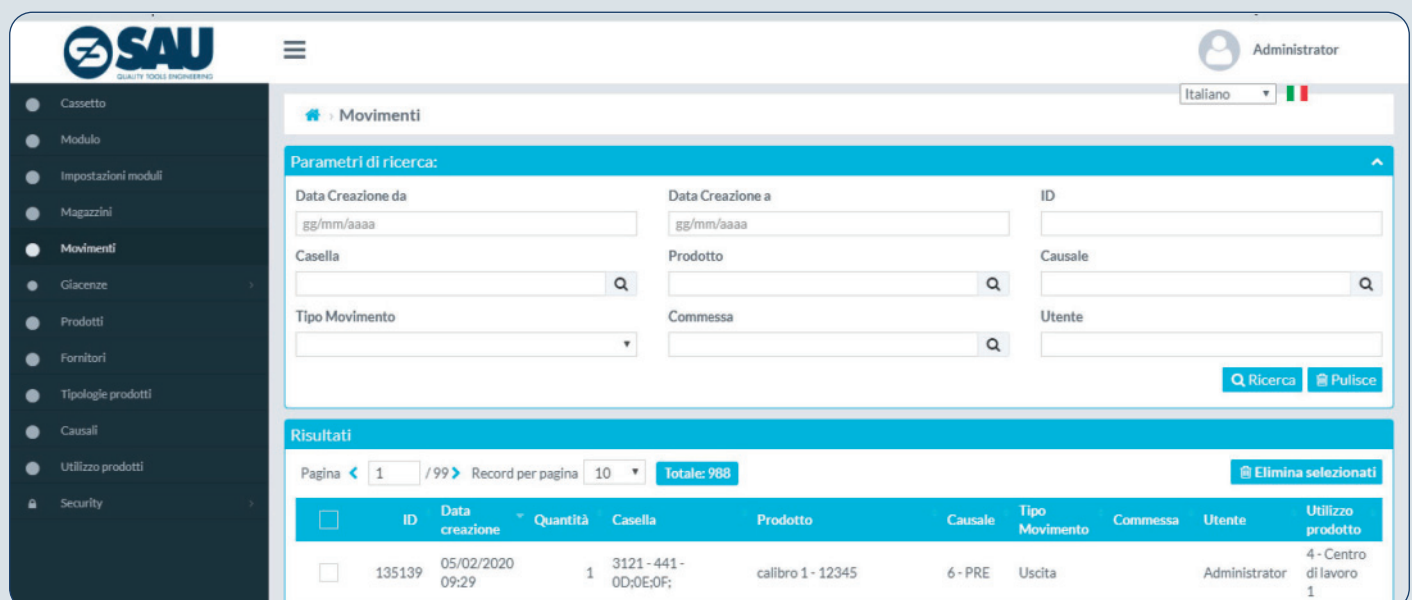 SAU
QUALITY TOOLS ENGINEERING
Administrator
Italiano
Cassetto
Modulo
Impostazioni moduli
Magazzini
Movimenti
Giacenze
Prodotti
Fornitori
Tipologie prodotti
Causali
Utilizzo prodotti
Security
Movimenti
Parametri di ricerca:
Data Creazione da Data Creazione a ID
gg/mm/aaaa gg/mm/aaaa
Casella Prodotto Causale
Tipo Movimento Commessa Utente
Ricerca Pulisce
Risultati
Pagina 1 / 99 Record per pagina 10 Totale: 988 Elimina selezionati
ID Data creazione Quantità Casella Prodotto Causale Tipo Movimento Commessa Utente Utilizzo prodotto
135139 05/02/2020 09:29 1 3121 - 441 - 0D;0E;0F; calibro 1 - 12345 6 - PRE Uscita Administrator 4 - Centro di lavoro 1